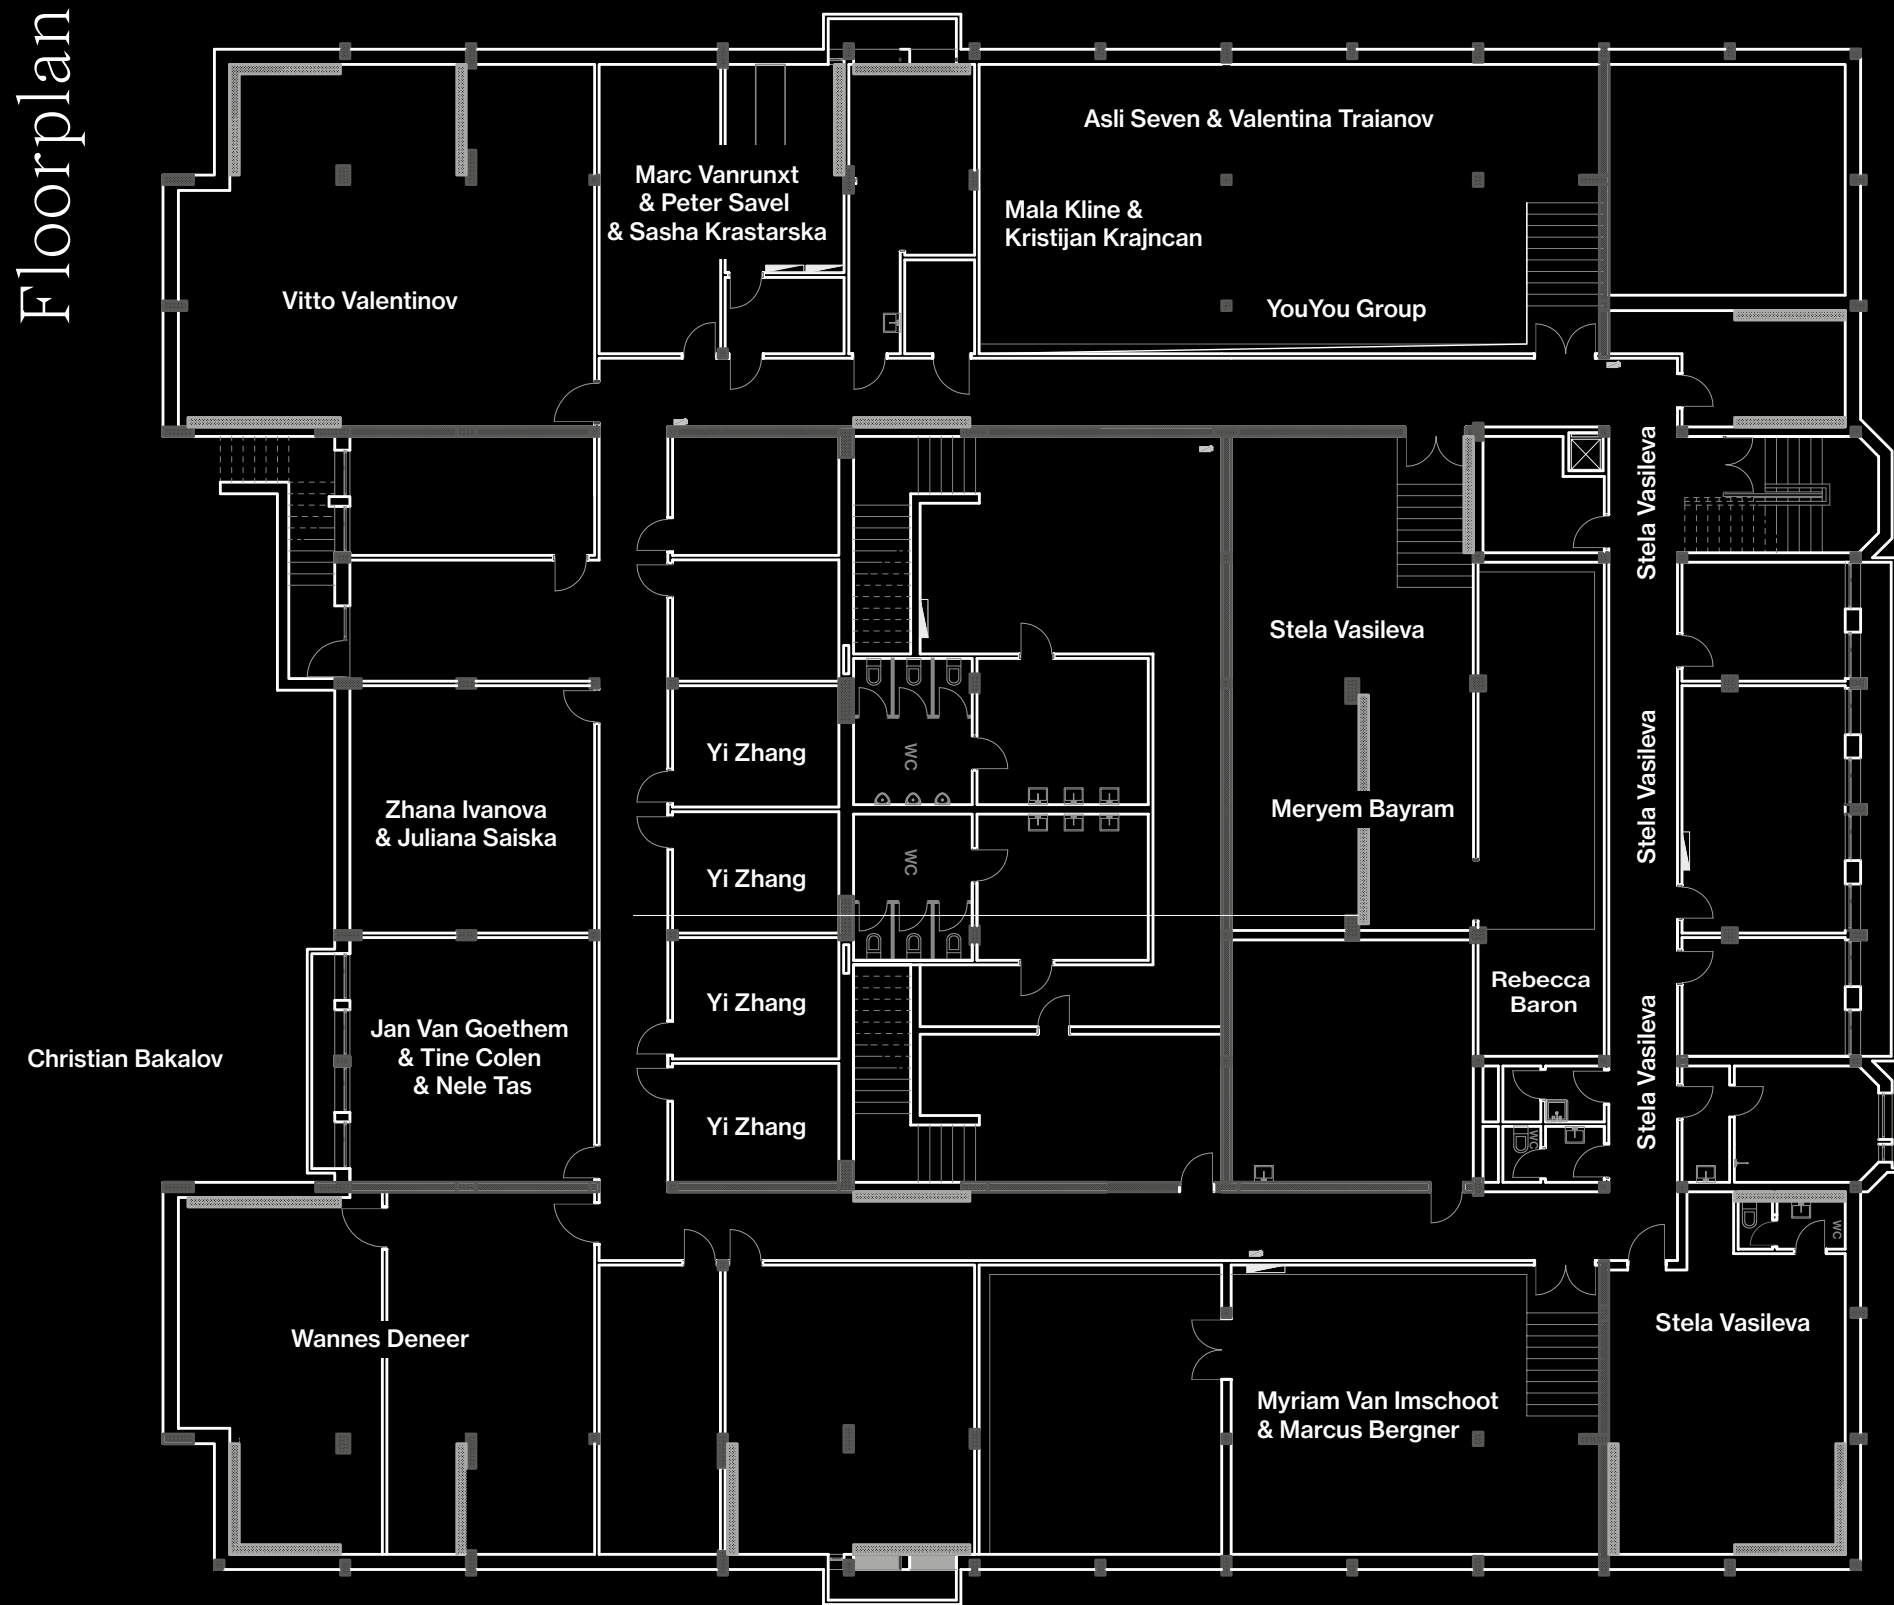 Floorplan
Asli Seven & Valentina Traianov
Marc Vanrunxt
& Peter Savel
& Sasha Krastarska
Mala Kline &
Kristijan Krajncan
Vitto Valentinov
YouYou Group
Stela Vasileva
Stela Vasileva
Yi Zhang
WC
Zhana Ivanova
& Juliana Saiska
Meryem Bayram
Stela Vasileva
Yi Zhang
WC
Rebecca
Baron
Yi Zhang
Jan Van Goethem
& Tine Colen
& Nele Tas
Christian Bakalov
Stela Vasileva
Yi Zhang
WC
WC
Wannes Deneer
Stela Vasileva
Myriam Van Imschoot
& Marcus Bergner